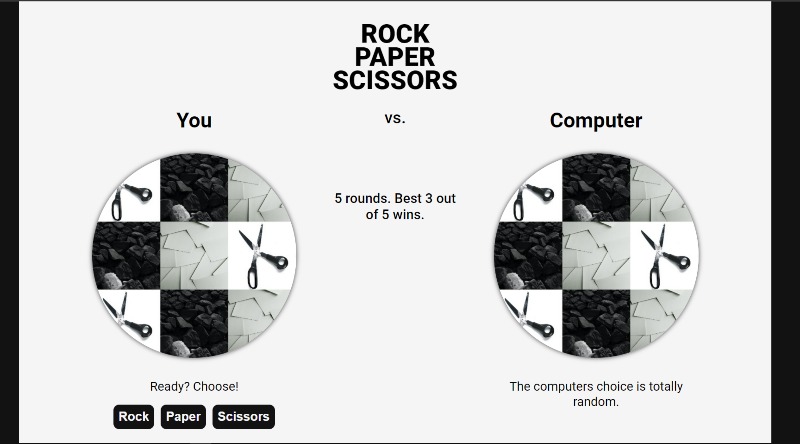 ROCK
PAPER
SCISSORS
You
vs.
Computer
5 rounds. Best 3 out
of 5 wins.
Ready? Choose!
Rock
Paper
Scissors
The computers choice is totally
random.